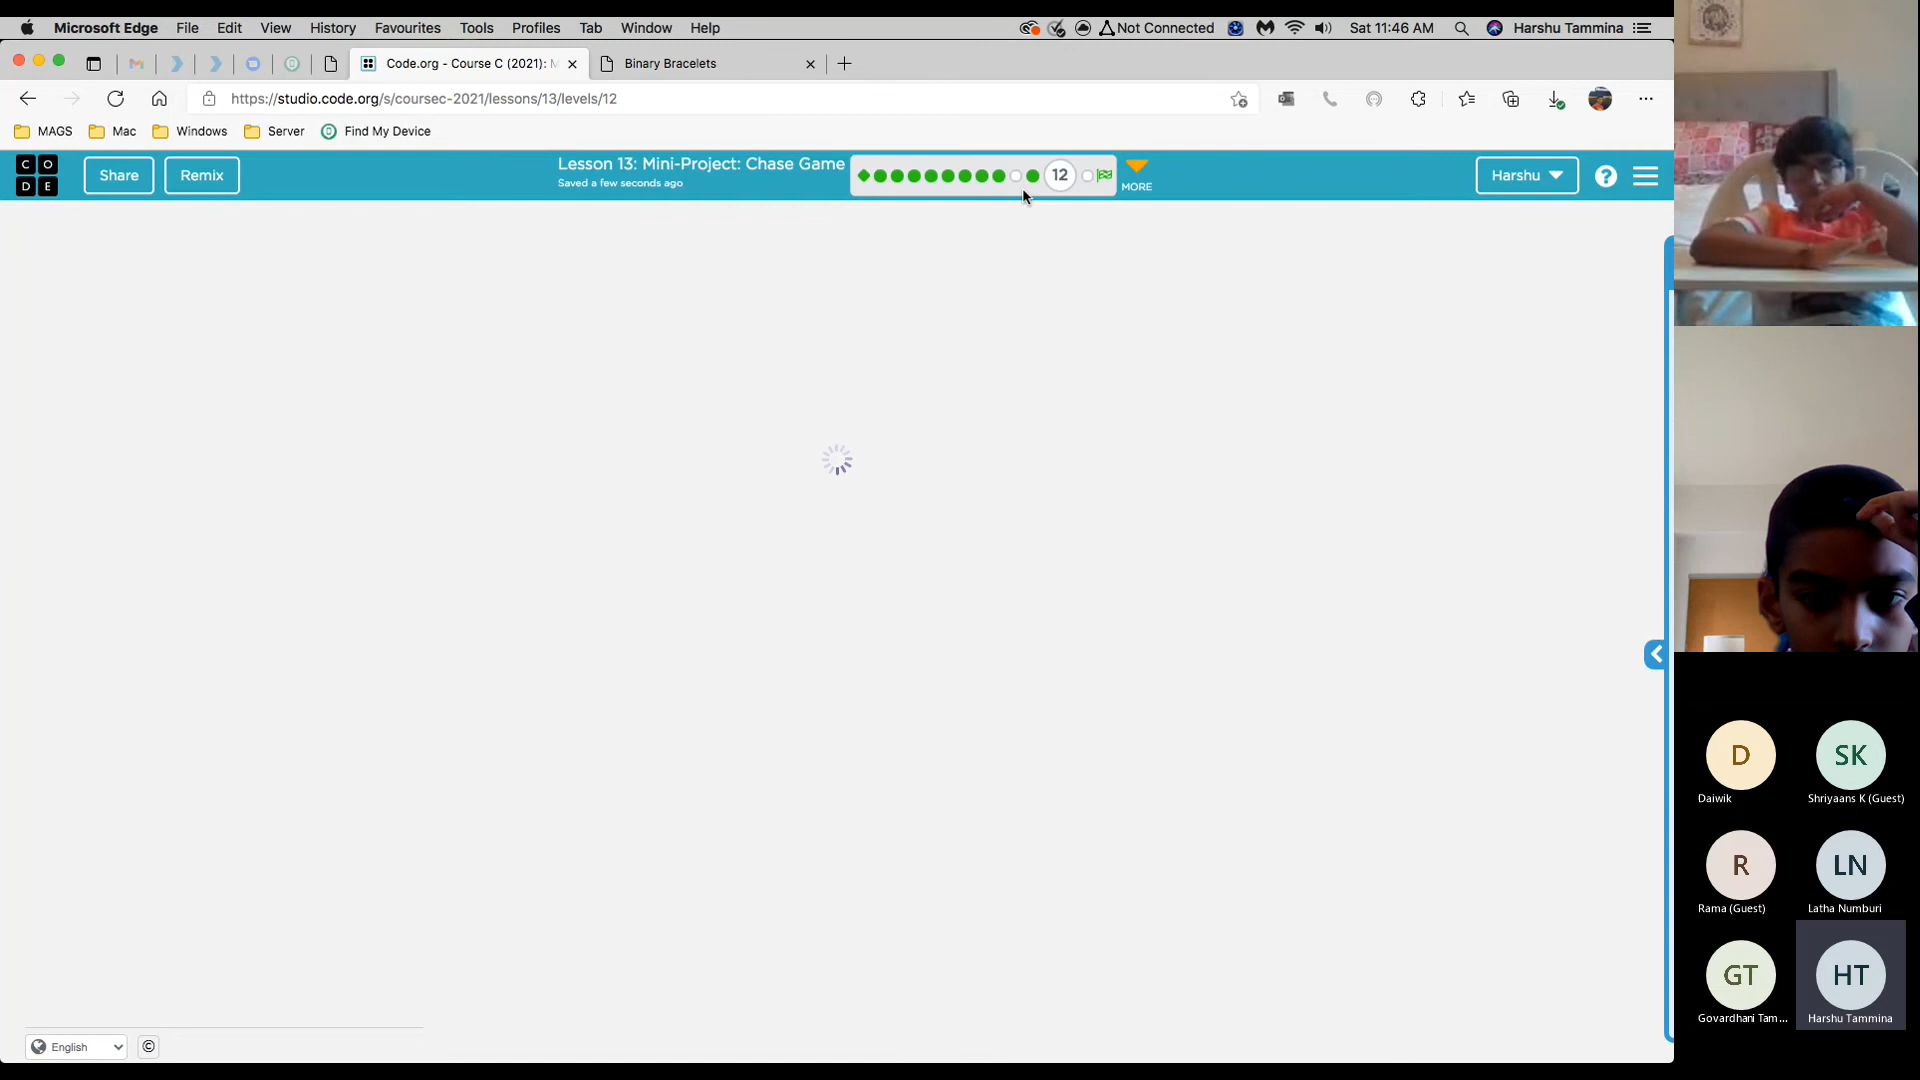 Microsoft Edge File Edit View History Favourites Tools Profiles Tab Window Help Not Connected Sat 11:46 AM Harshu Tammina
Code.org - Course C (2021): M Binary Bracelets
https://studio.code.org/s/coursec-2021/lessons/13/levels/12
MAGS Mac Windows Server Find My Device
C O
D E
Share Remix
Lesson 13: Mini-Project: Chase Game
Saved a few seconds ago
12
MORE
Harshu
?
D SK
Daiwik Shriyaans K (Guest)
R LN
Rama (Guest) Latha Numburi
GT HT
Govardhani Tam... Harshu Tammina
English ©